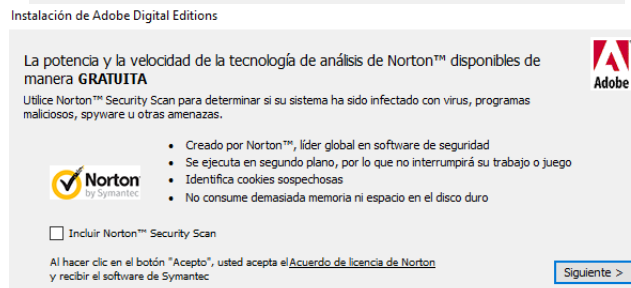 Instalación de Adobe Digital Editions
La potencia y la velocidad de la tecnología de análisis de Norton™ disponibles de
manera GRATUITA
Adobe
Utilice Norton™ Security Scan para determinar si su sistema ha sido infectado con virus, programas
maliciosos, spyware u otras amenazas.
• Creado por Norton™, líder global en software de seguridad
• Se ejecuta en segundo plano, por lo que no interrumpirá su trabajo o juego
• Identifica cookies sospechosas
• No consume demasiada memoria ni espacio en el disco duro
Norton
by Symantec
Incluir Norton™ Security Scan
Al hacer clic en el botón "Acepto", usted acepta elAcuerdo de licencia de Norton
y recibir el software de Symantec
Siguiente >